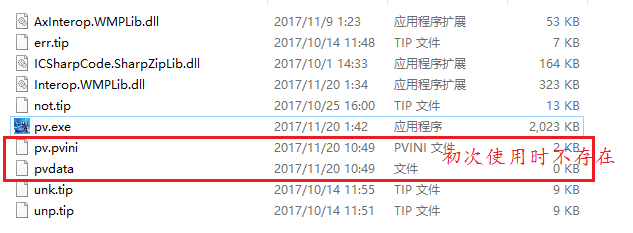 AxInterop.WMPLib.dll 2017/11/9 1:23 应用程序扩展 53 KB
err.tip 2017/10/14 11:48 TIP 文件 7 KB
ICSharpCode.SharpZipLib.dll 2017/10/1 14:33 应用程序扩展 164 KB
Interop.WMPLib.dll 2017/11/20 1:34 应用程序扩展 323 KB
not.tip 2017/10/25 16:00 TIP 文件 13 KB
pv.exe 2017/11/20 1:42 应用程序 2,023 KB
pv.pvini 2017/11/20 10:49 PVINI 文件 2 KB
初次使用时不存在
pvdata 2017/11/20 10:49 文件 0 KB
unk.tip 2017/10/14 11:55 TIP 文件 9 KB
unp.tip 2017/10/14 11:51 TIP 文件 9 KB